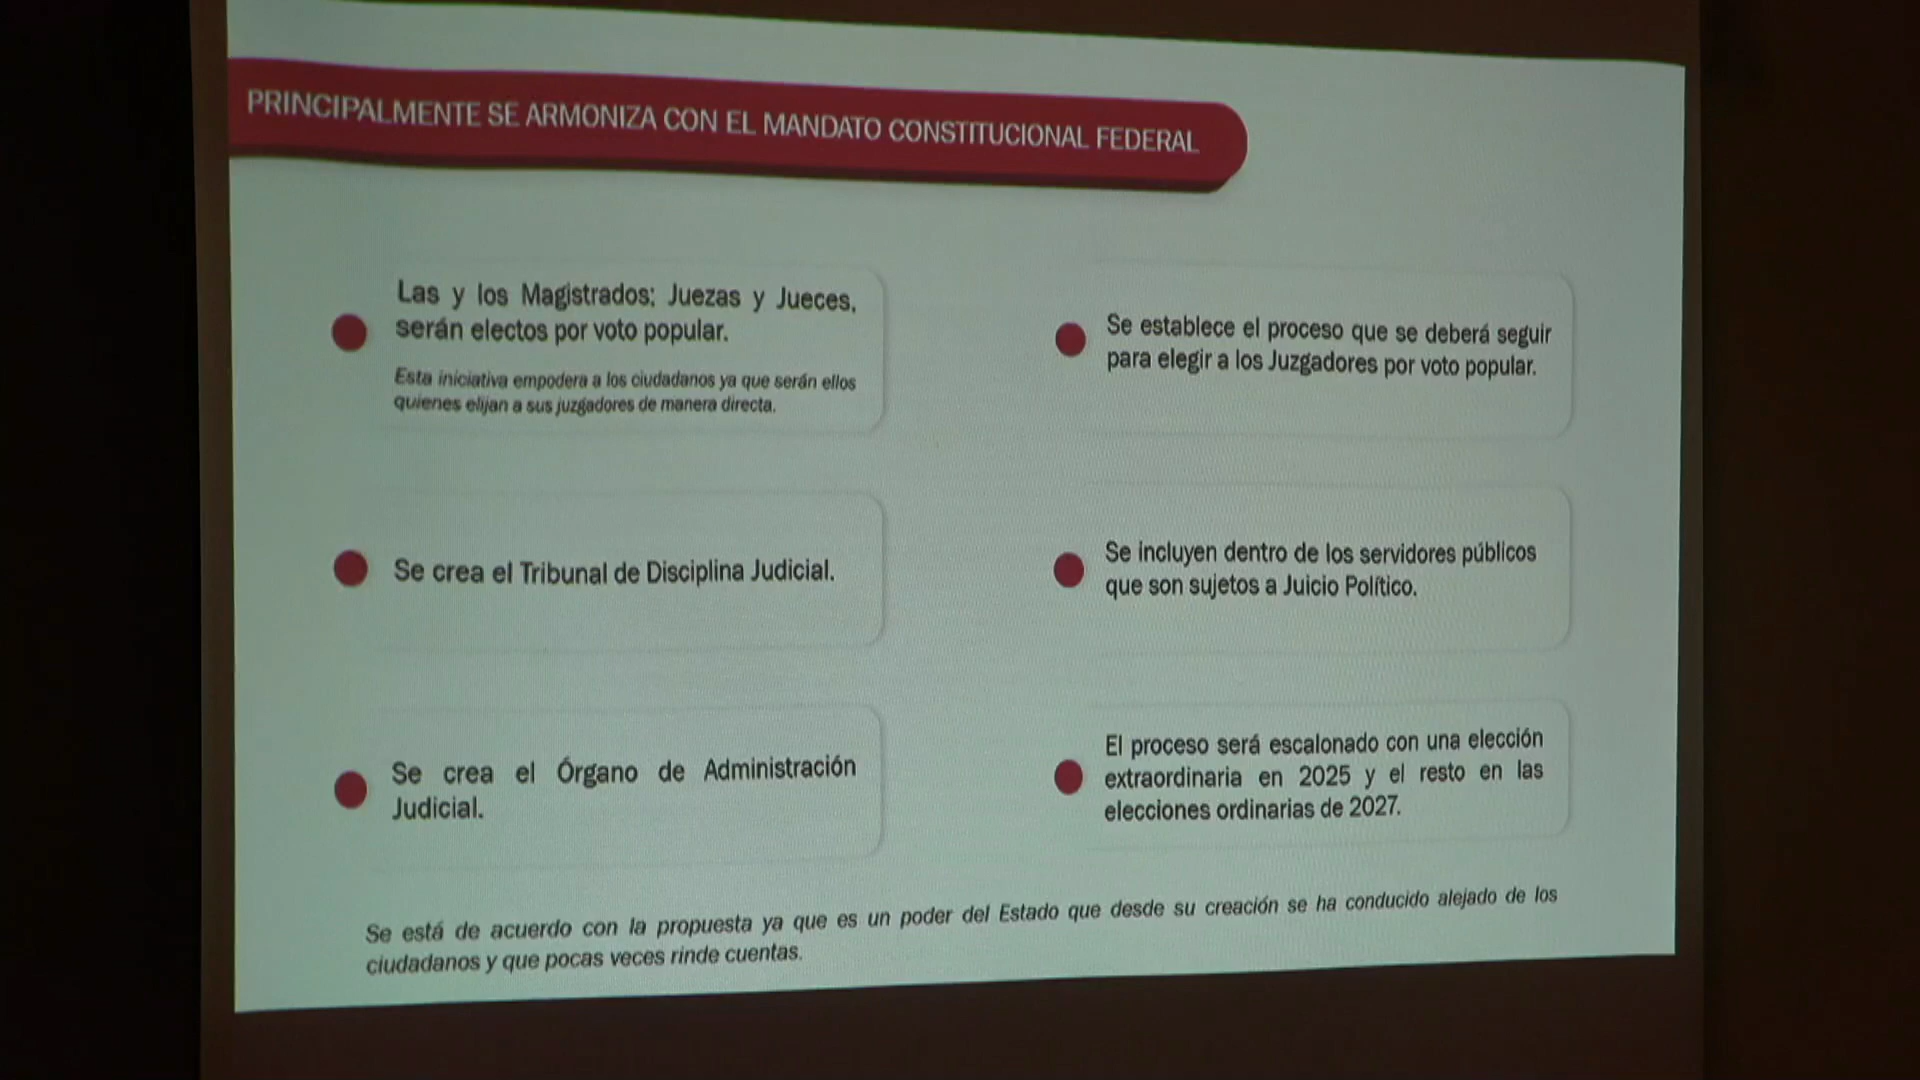 PRINCIPALMENTE SE ARMONIZA CON EL MANDATO CONSTITUCIONAL FEDERAL
Las y los Magistrados; Juezas y Jueces,
serán electos por voto popular.
Esta iniciativa empodera a los ciudadanos ya que serán ellos
quienes elijan a sus juzgadores de manera directa.
Se crea el Tribunal de Disciplina Judicial.
Se crea el Órgano de Administración
Judicial.
Se establece el proceso que se deberá seguir
para elegir a los Juzgadores por voto popular.
Se incluyen dentro de los servidores públicos
que son sujetos a Juicio Político.
El proceso será escalonado con una elección
extraordinaria en 2025 y el resto en las
elecciones ordinarias de 2027.
Se está de acuerdo con la propuesta ya que es un poder del Estado que desde su creación se ha conducido alejado de los
ciudadanos y que pocas veces rinde cuentas.